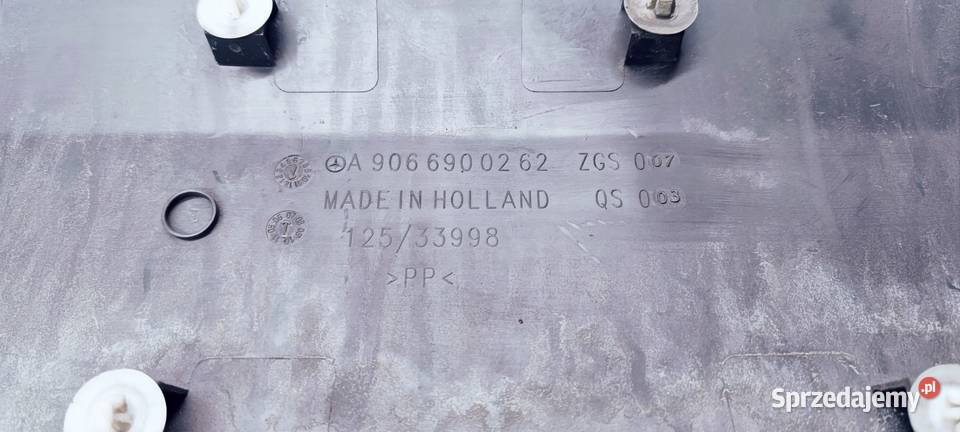 A 906 690 02 62 ZGS 007
MADE IN HOLLAND QS 003
125/33998
>PP<
Sprzedajemy.pl